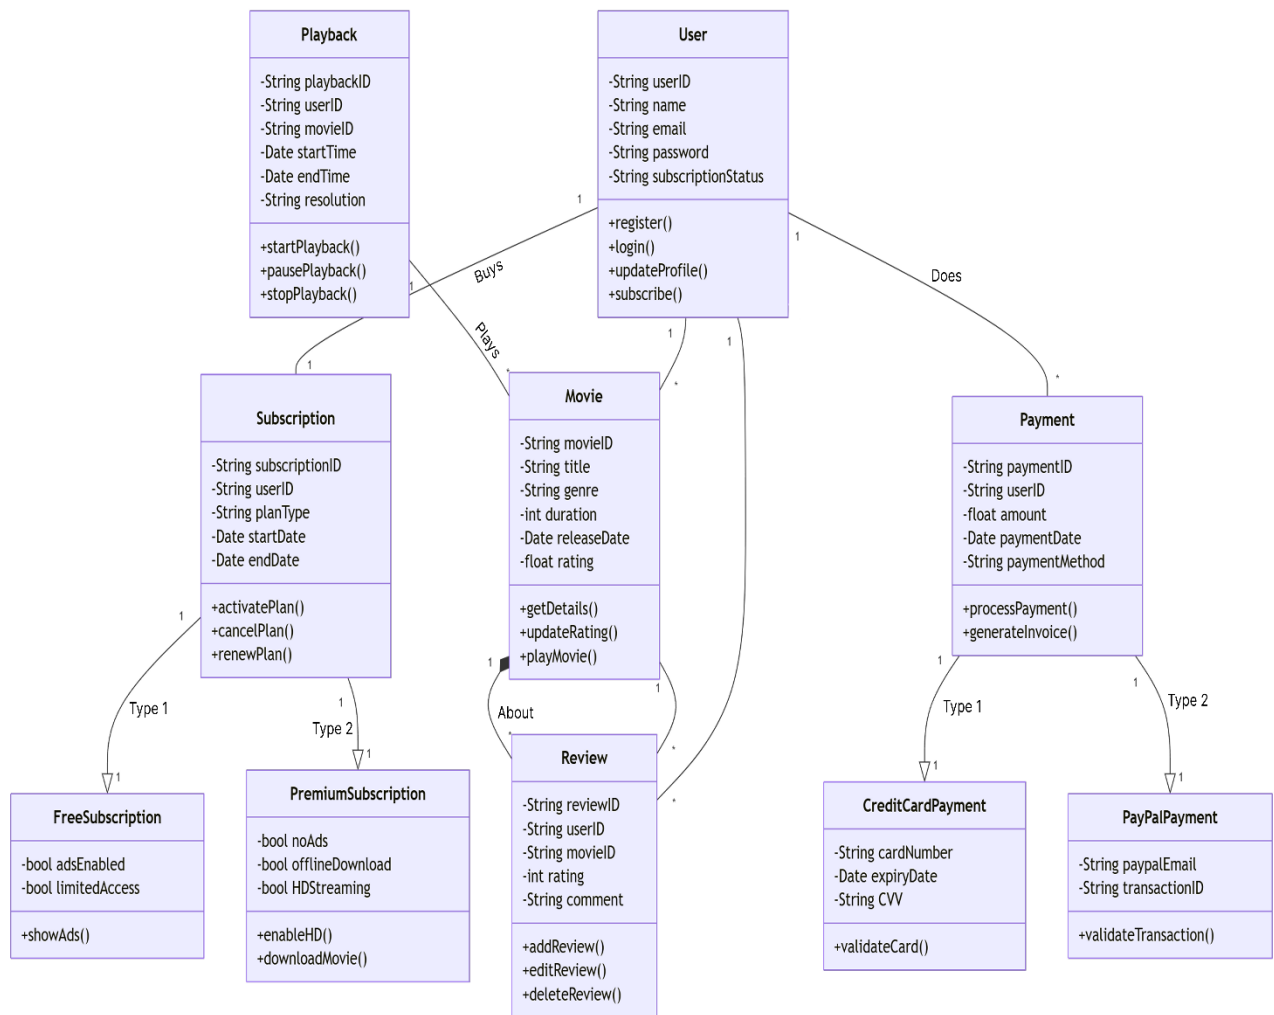 Playback
-String playbackID
-String userID
-String movieID
-Date startTime
-Date endTime
-String resolution
+startPlayback()
+pausePlayback()
+stopPlayback()
User
-String userID
-String name
-String email
-String password
-String subscriptionStatus
+register()
+login()
+updateProfile()
+subscribe()
1
Buys
1
1
Plays
*
1
*
1
1
Does
*
Subscription
-String subscriptionID
-String userID
-String planType
-Date startDate
-Date endDate
+activatePlan()
+cancelPlan()
+renewPlan()
Movie
-String movieID
-String title
-String genre
-int duration
-Date releaseDate
-float rating
+getDetails()
+updateRating()
+playMovie()
Payment
-String paymentID
-String userID
-float amount
-Date paymentDate
-String paymentMethod
+processPayment()
+generateInvoice()
1
Type 1
1
1
Type 2
1
1
About
*
1
*
*
1
Type 1
1
1
Type 2
1
FreeSubscription
-bool adsEnabled
-bool limitedAccess
+showAds()
PremiumSubscription
-bool noAds
-bool offlineDownload
-bool HDStreaming
+enableHD()
+downloadMovie()
Review
-String reviewID
-String userID
-String movieID
-int rating
-String comment
+addReview()
+editReview()
+deleteReview()
CreditCardPayment
-String cardNumber
-Date expiryDate
-String CVV
+validateCard()
PayPalPayment
-String paypalEmail
-String transactionID
+validateTransaction()